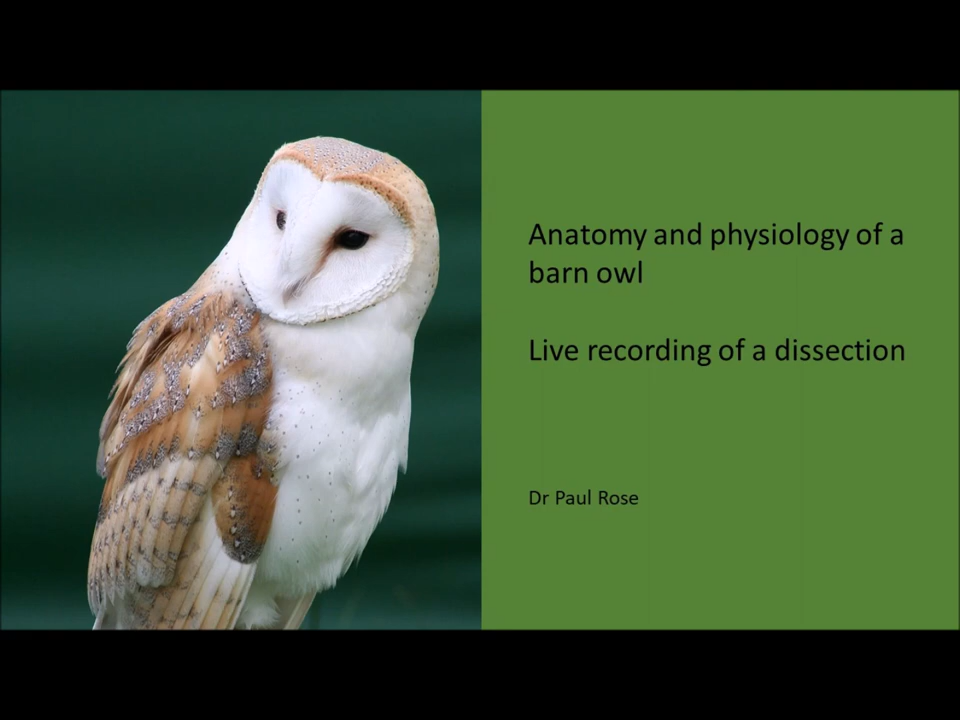 Anatomy and physiology of a
barn owl
Live recording of a dissection
Dr Paul Rose